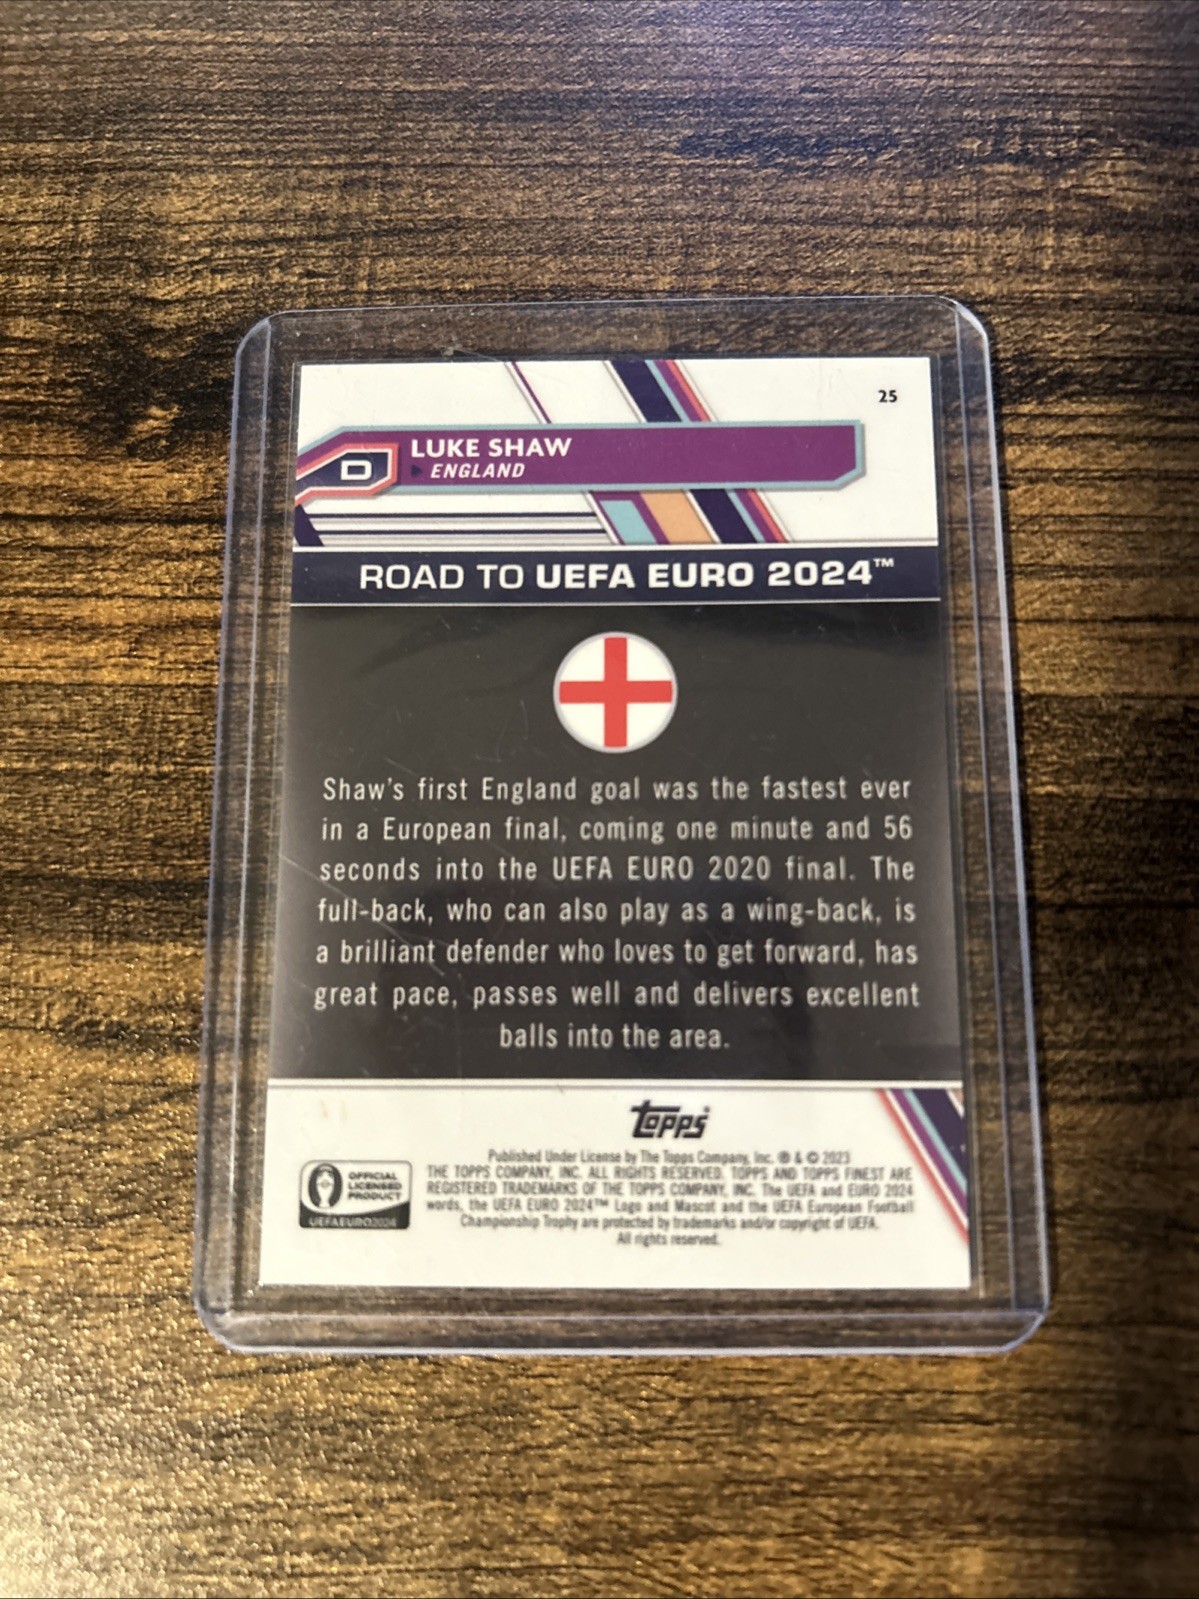 25
LUKE SHAW
D
ENGLAND
ROAD TO UEFA EURO 2024™
Shaw's first England goal was the fastest ever
in a European final, coming one minute and 56
seconds into the UEFA EURO 2020 final. The
full-back, who can also play as a wing-back, is
a brilliant defender who loves to get forward, has
great pace, passes well and delivers excellent
balls into the area.
topps
Published Under License by The Topps Company, Inc. ® & © 2023
THE TOPPS COMPANY, INC. ALL RIGHTS RESERVED. TOPPS AND TOPPS FINEST ARE
REGISTERED TRADEMARKS OF THE TOPPS COMPANY, INC. The UEFA and EURO 2024
words, the UEFA EURO 2024™ Logo and Mascot and the UEFA European Football
Championship Trophy are protected by trademarks and/or copyright of UEFA.
All rights reserved.
OFFICIAL
LICENSED
PRODUCT
UEFA EURO2024